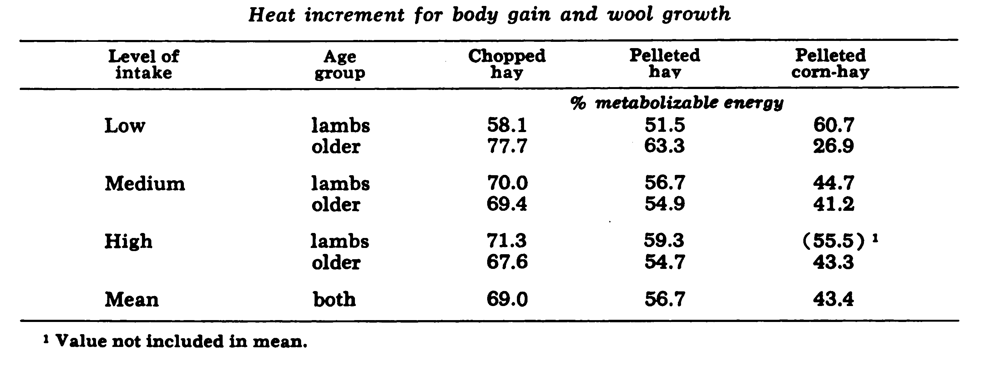 Heat increment for body gain and wool growth
Level of intake Age group Chopped hay Pelleted hay Pelleted corn-hay
% metabolizable energy
Low lambs 58.1 51.5 60.7
older 77.7 63.3 26.9
Medium lambs 70.0 56.7 44.7
older 69.4 54.9 41.2
High lambs 71.3 59.3 (55.5) ¹
older 67.6 54.7 43.3
Mean both 69.0 56.7 43.4
¹ Value not included in mean.